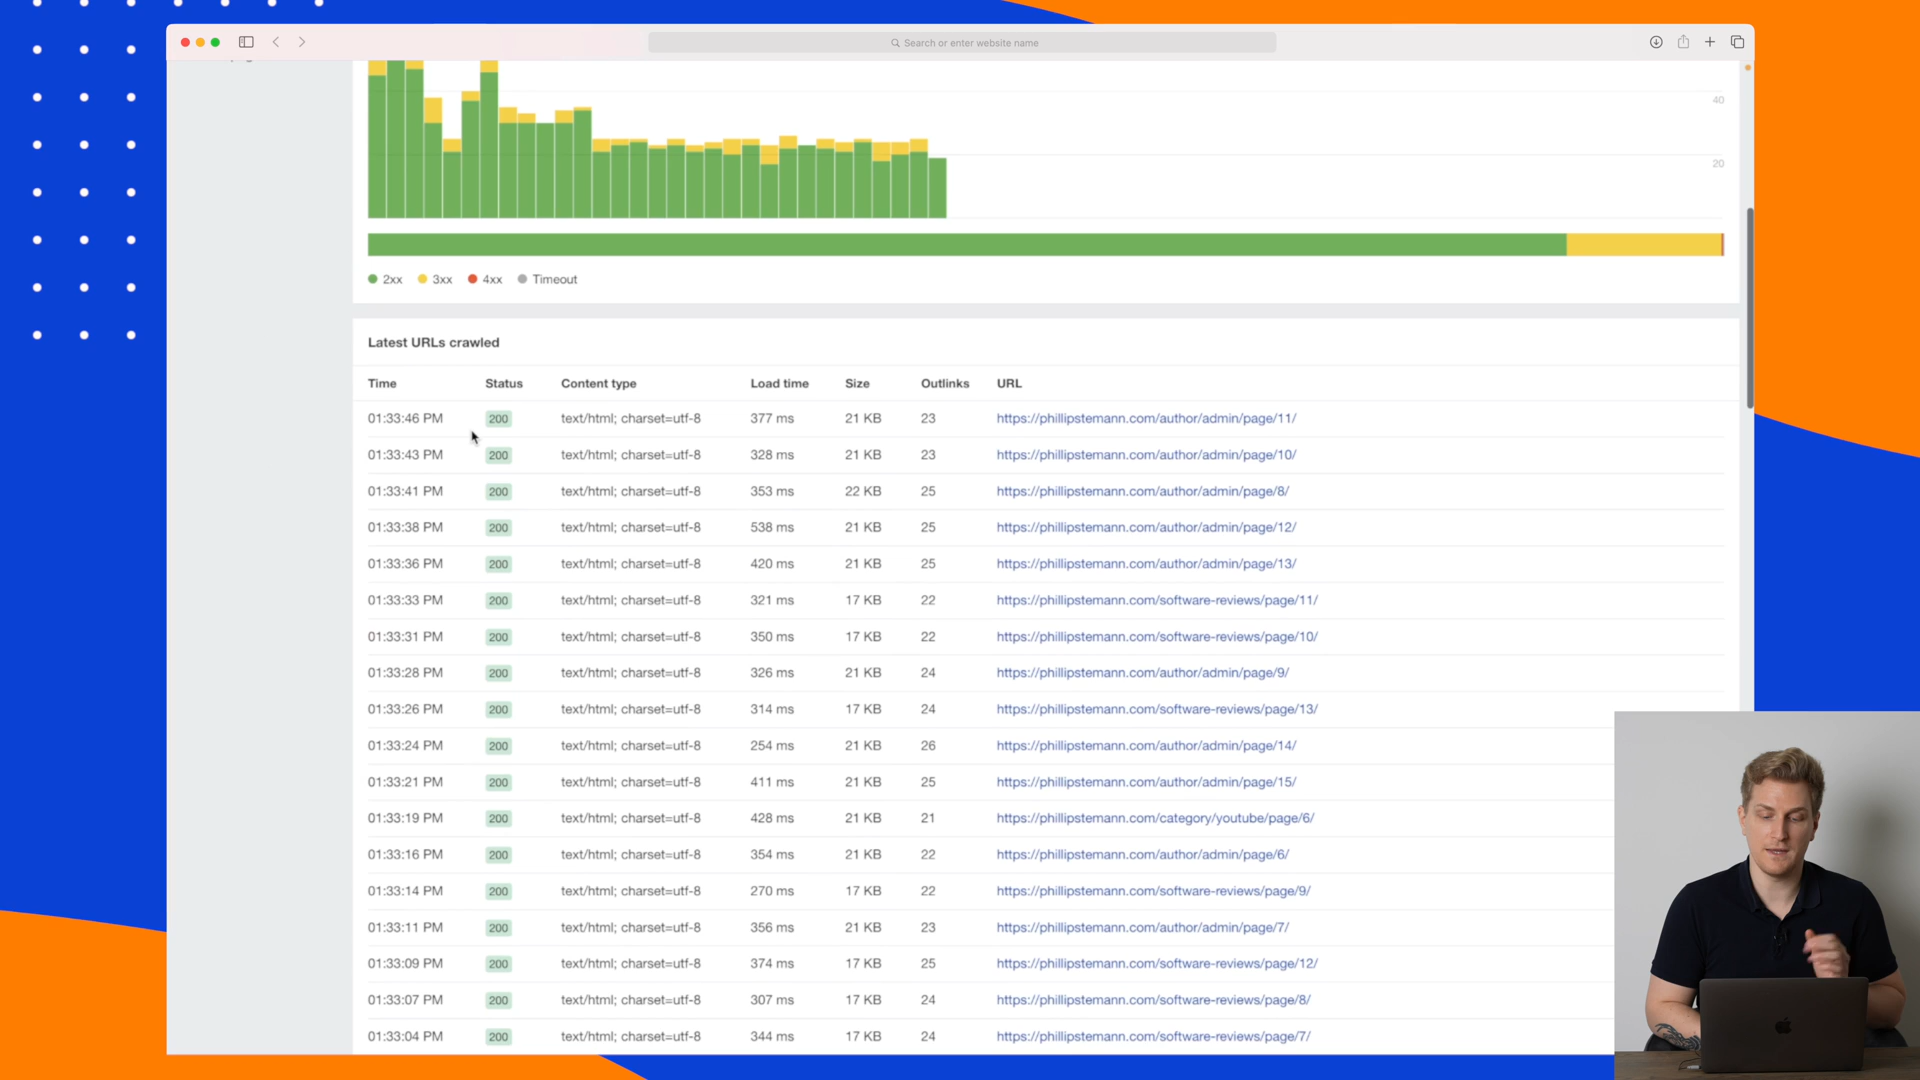 Search or enter website name
40
20
2xx 3xx 4xx Timeout
Latest URLs crawled
Time Status Content type Load time Size Outlinks URL
01:33:46 PM 200 text/html; charset=utf-8 377 ms 21 KB 23 https://phillipstemann.com/author/admin/page/11/
01:33:43 PM 200 text/html; charset=utf-8 328 ms 21 KB 23 https://phillipstemann.com/author/admin/page/10/
01:33:41 PM 200 text/html; charset=utf-8 353 ms 22 KB 25 https://phillipstemann.com/author/admin/page/8/
01:33:38 PM 200 text/html; charset=utf-8 538 ms 21 KB 25 https://phillipstemann.com/author/admin/page/12/
01:33:36 PM 200 text/html; charset=utf-8 420 ms 21 KB 25 https://phillipstemann.com/author/admin/page/13/
01:33:33 PM 200 text/html; charset=utf-8 321 ms 17 KB 22 https://phillipstemann.com/software-reviews/page/11/
01:33:31 PM 200 text/html; charset=utf-8 350 ms 17 KB 22 https://phillipstemann.com/software-reviews/page/10/
01:33:28 PM 200 text/html; charset=utf-8 326 ms 21 KB 24 https://phillipstemann.com/author/admin/page/9/
01:33:26 PM 200 text/html; charset=utf-8 314 ms 17 KB 24 https://phillipstemann.com/software-reviews/page/13/
01:33:24 PM 200 text/html; charset=utf-8 254 ms 21 KB 26 https://phillipstemann.com/author/admin/page/14/
01:33:21 PM 200 text/html; charset=utf-8 411 ms 21 KB 25 https://phillipstemann.com/author/admin/page/15/
01:33:19 PM 200 text/html; charset=utf-8 428 ms 21 KB 21 https://phillipstemann.com/category/youtube/page/6/
01:33:16 PM 200 text/html; charset=utf-8 354 ms 21 KB 22 https://phillipstemann.com/author/admin/page/6/
01:33:14 PM 200 text/html; charset=utf-8 270 ms 17 KB 22 https://phillipstemann.com/software-reviews/page/9/
01:33:11 PM 200 text/html; charset=utf-8 356 ms 21 KB 23 https://phillipstemann.com/author/admin/page/7/
01:33:09 PM 200 text/html; charset=utf-8 374 ms 17 KB 25 https://phillipstemann.com/software-reviews/page/12/
01:33:07 PM 200 text/html; charset=utf-8 307 ms 17 KB 24 https://phillipstemann.com/software-reviews/page/8/
01:33:04 PM 200 text/html; charset=utf-8 344 ms 17 KB 24 https://phillipstemann.com/software-reviews/page/7/